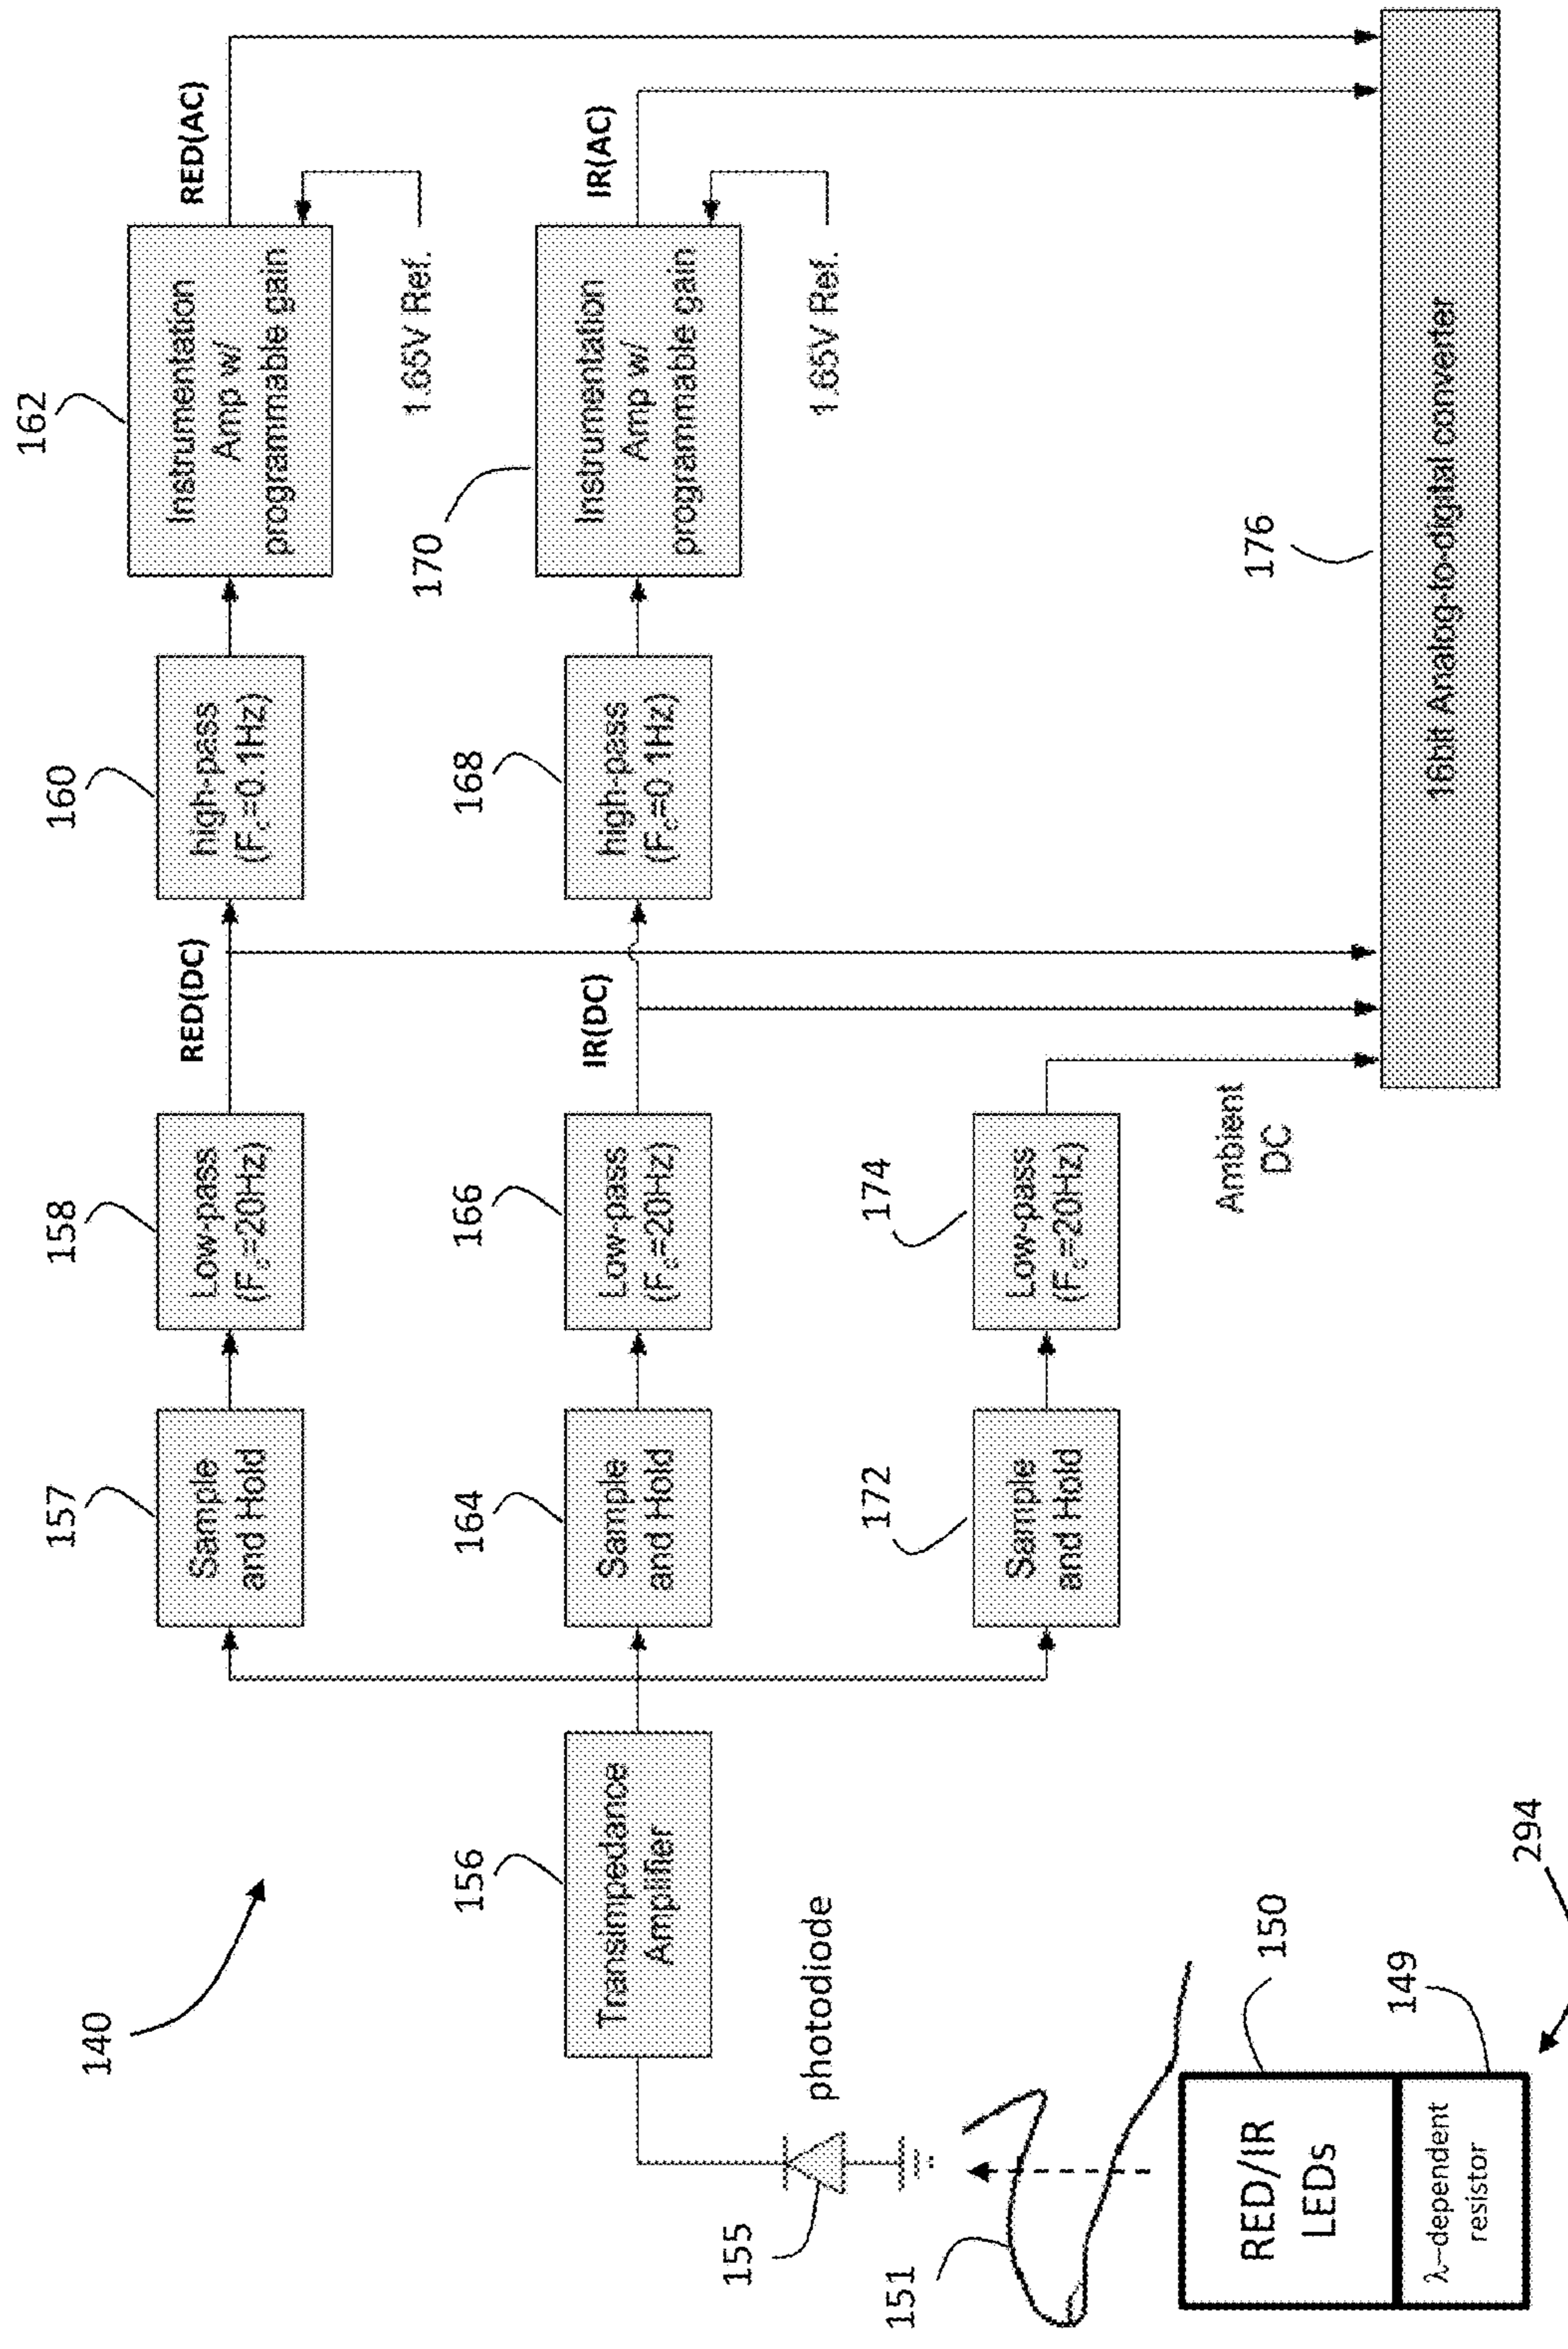 140
157
158
160
162
Sample
and Hold
Low-pass
(Fc=20Hz)
RED(DC)
high-pass
(Fc=0.1Hz)
Instrumentation
Amp w/
programmable gain
RED(AC)
1.65V Ref.
156
164
166
168
170
Transimpedance
Amplifier
Sample
and Hold
Low-pass
(Fc=20Hz)
IR(DC)
high-pass
(Fc=0.1Hz)
Instrumentation
Amp w/
programmable gain
IR(AC)
1.65V Ref.
155
photodiode
172
174
Sample
and Hold
Low-pass
(Fc=20Hz)
Ambient
DC
151
150
RED/IR
LEDs
149
λ-dependent
resistor
294
176
16bit Analog-to-digital converter